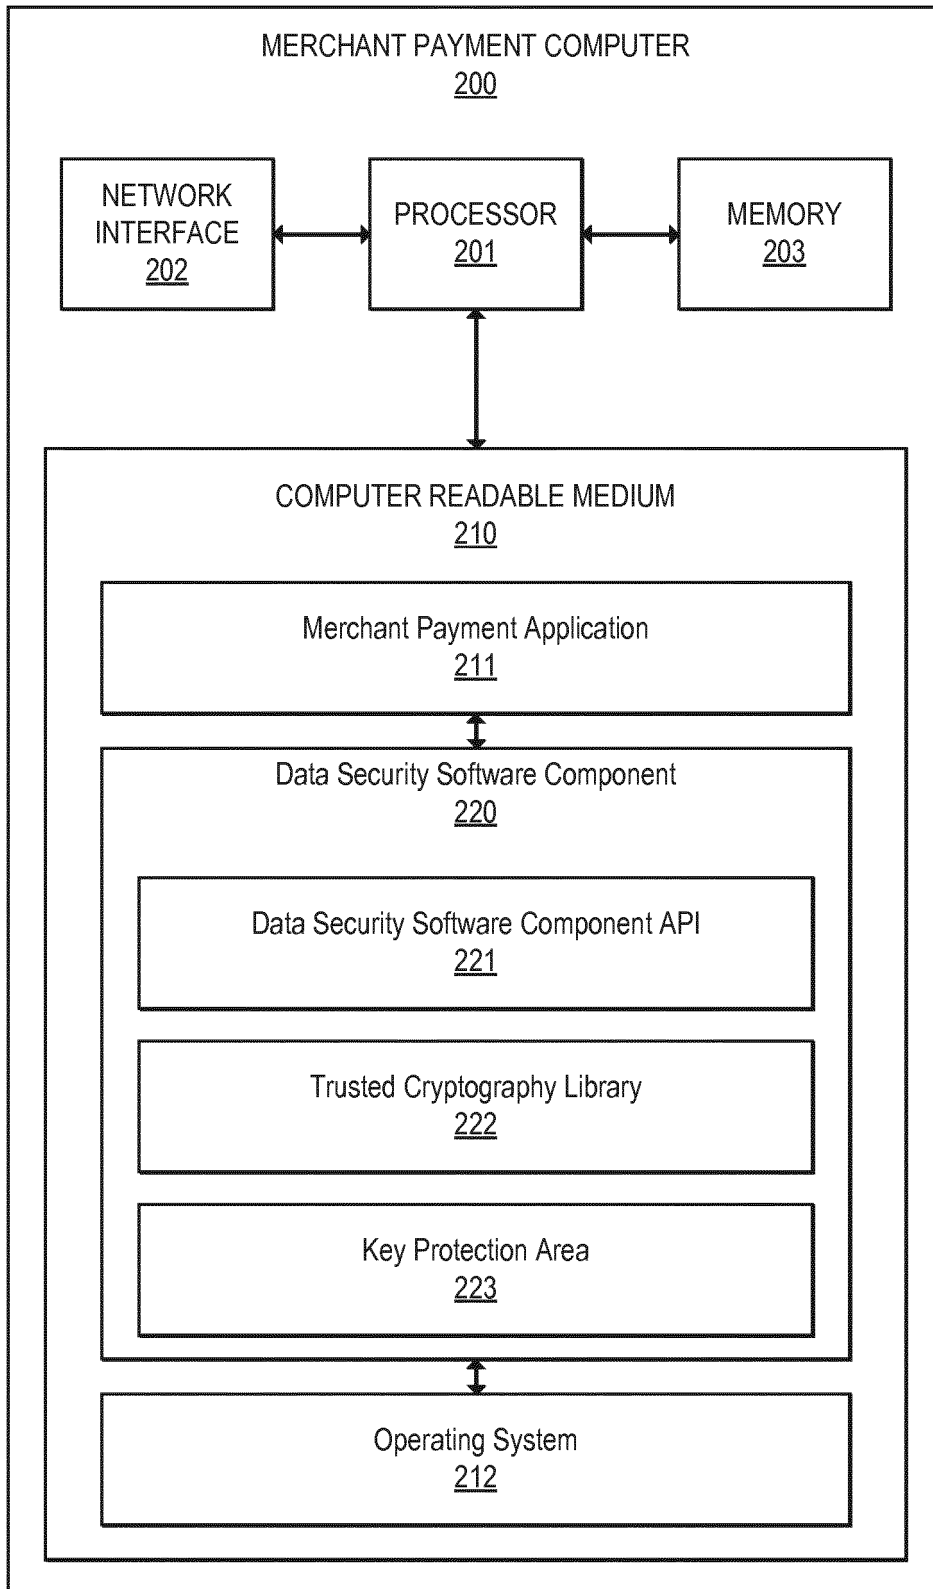 MERCHANT PAYMENT COMPUTER
200
NETWORK
INTERFACE
202
PROCESSOR
201
MEMORY
203
COMPUTER READABLE MEDIUM
210
Merchant Payment Application
211
Data Security Software Component
220
Data Security Software Component API
221
Trusted Cryptography Library
222
Key Protection Area
223
Operating System
212